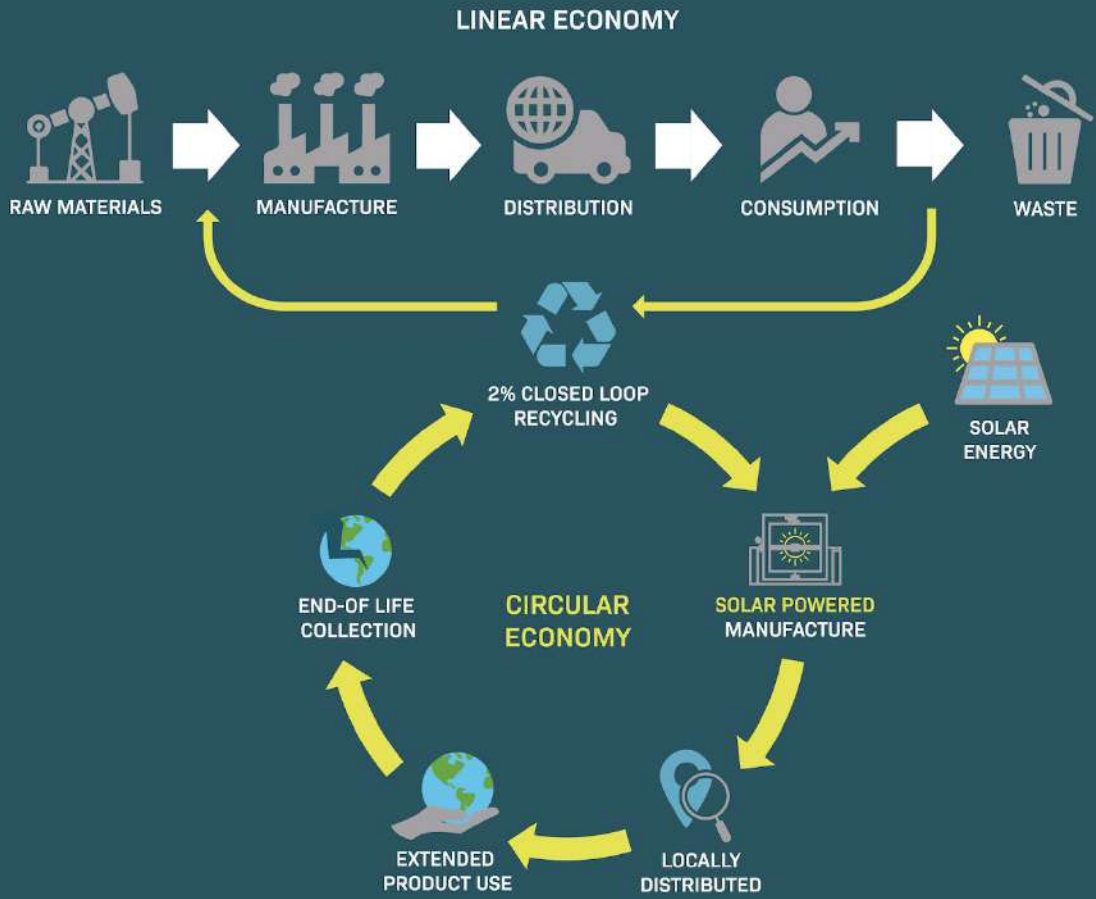 LINEAR ECONOMY
RAW MATERIALS
MANUFACTURE
DISTRIBUTION
CONSUMPTION
WASTE
2% CLOSED LOOP
RECYCLING
SOLAR
ENERGY
END-OF LIFE
COLLECTION
CIRCULAR
ECONOMY
SOLAR POWERED
MANUFACTURE
EXTENDED
PRODUCT USE
LOCALLY
DISTRIBUTED